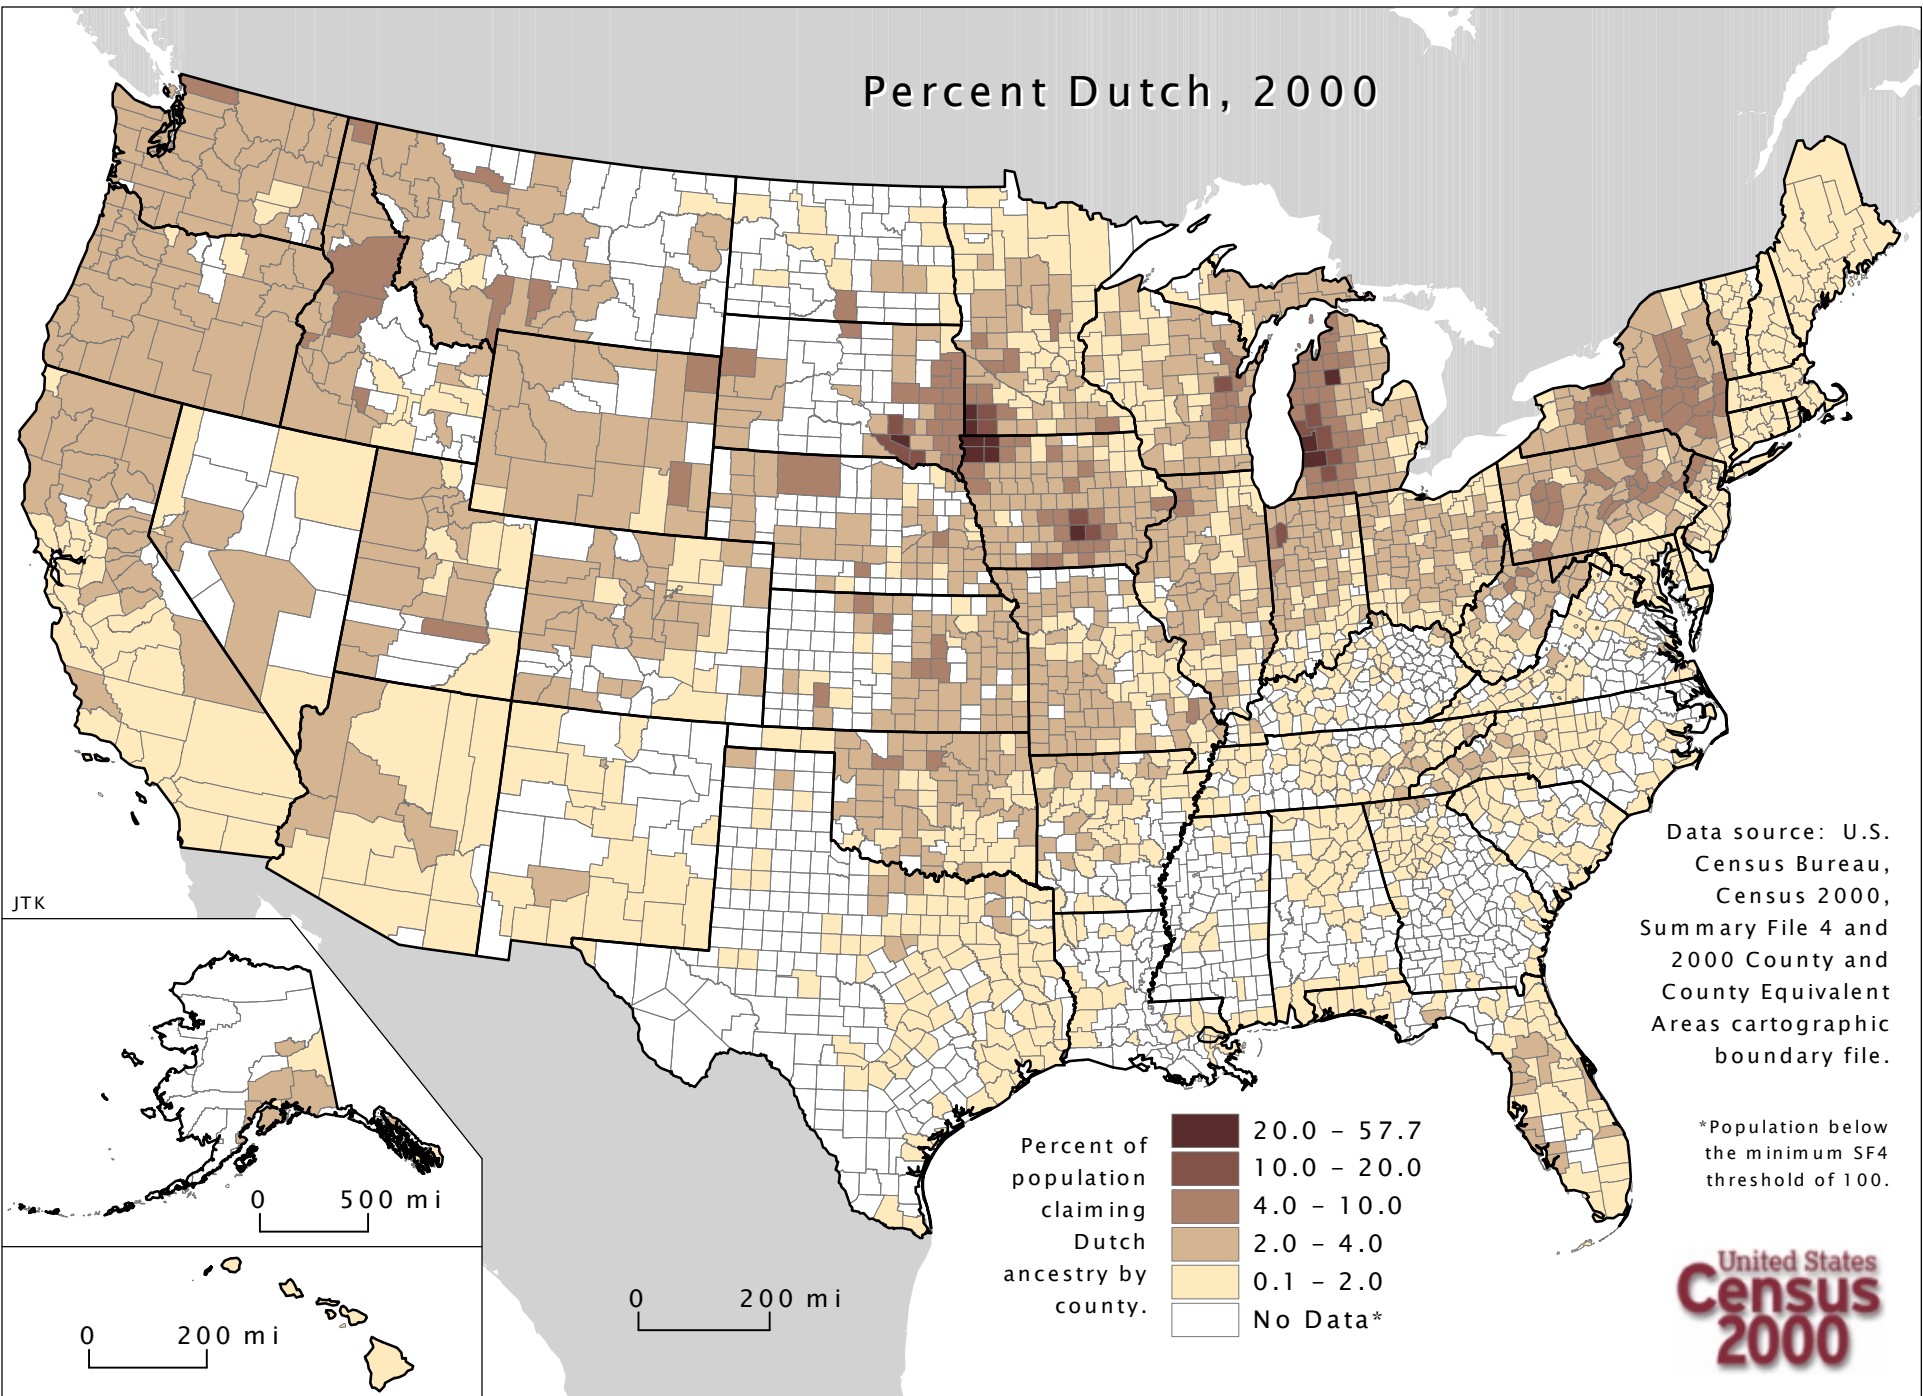 Percent Dutch, 2000
Data source: U.S.
Census Bureau,
Census 2000,
Summary File 4 and
2000 County and
County Equivalent
Areas cartographic
boundary file.
JTK
*Population below
the minimum SF4
threshold of 100.
Percent of
population
claiming
Dutch
ancestry by
county.
20.0 – 57.7
10.0 – 20.0
4.0 – 10.0
2.0 – 4.0
0.1 – 2.0
No Data*
0 500 mi
0 200 mi
0 200 mi
United States
Census
2000